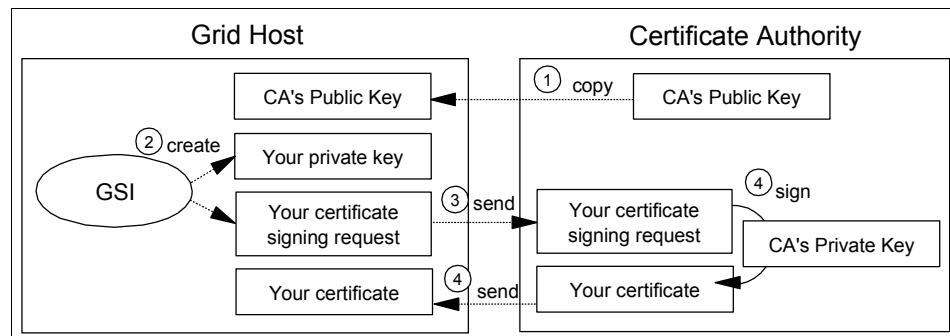 Grid Host
Certificate Authority
CA's Public Key
1 copy
CA's Public Key
2 create
Your private key
GSI
Your certificate
signing request
3 send
Your certificate
signing request
4 sign
CA's Private Key
Your certificate
4 send
Your certificate